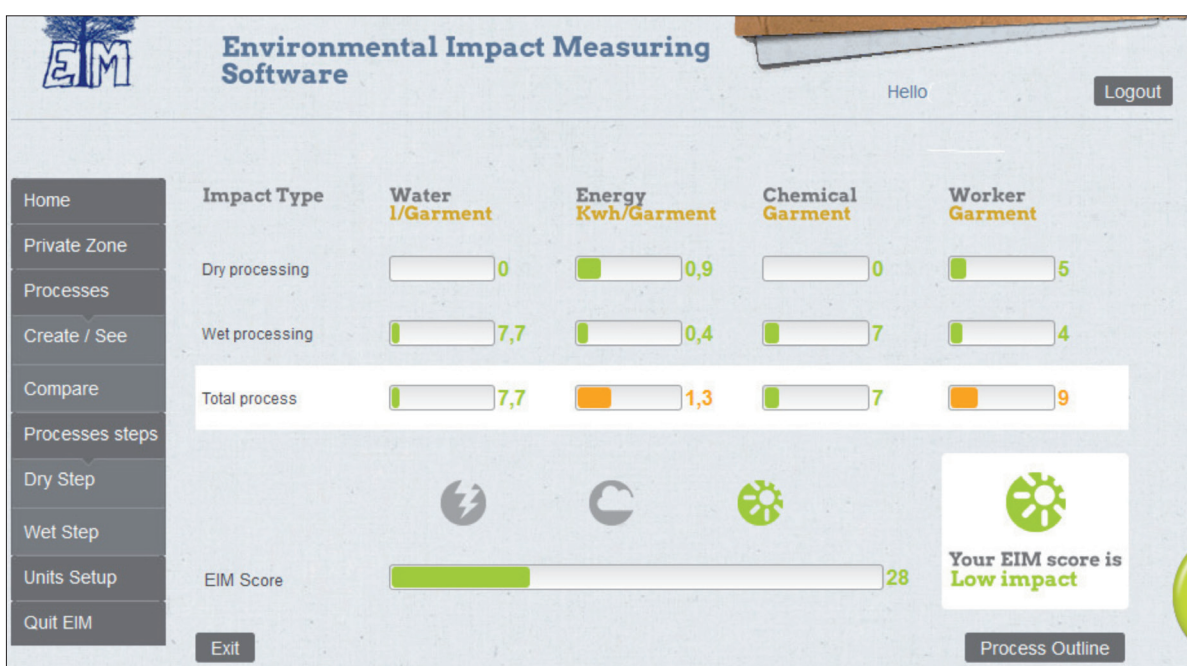 EIM
Environmental Impact Measuring
Software
Hello
Logout
Home
Private Zone
Processes
Create / See
Compare
Processes steps
Dry Step
Wet Step
Units Setup
Quit EIM
Impact Type Water Energy Chemical Worker
l/Garment Kwh/Garment Garment Garment
Dry processing 0 0,9 0 5
Wet processing 7,7 0,4 7 4
Total process 7,7 1,3 7 9
EIM Score 28
Your EIM score is
Low impact
Exit
Process Outline